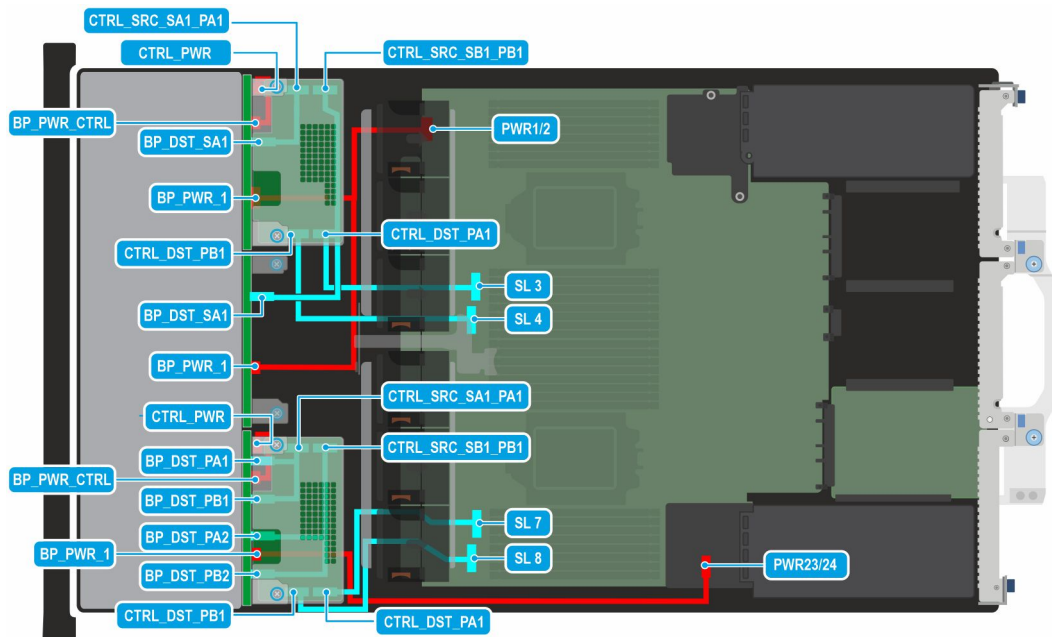 CTRL_SRC_SA1_PA1
CTRL_PWR
CTRL_SRC_SB1_PB1
BP_PWR_CTRL
PWR1/2
BP_DST_SA1
BP_PWR_1
CTRL_DST_PA1
CTRL_DST_PB1
SL 3
BP_DST_SA1
SL 4
BP_PWR_1
CTRL_SRC_SA1_PA1
CTRL_PWR
CTRL_SRC_SB1_PB1
BP_DST_PA1
BP_PWR_CTRL
BP_DST_PB1
SL 7
BP_DST_PA2
BP_PWR_1
SL 8
PWR23/24
BP_DST_PB2
CTRL_DST_PB1
CTRL_DST_PA1